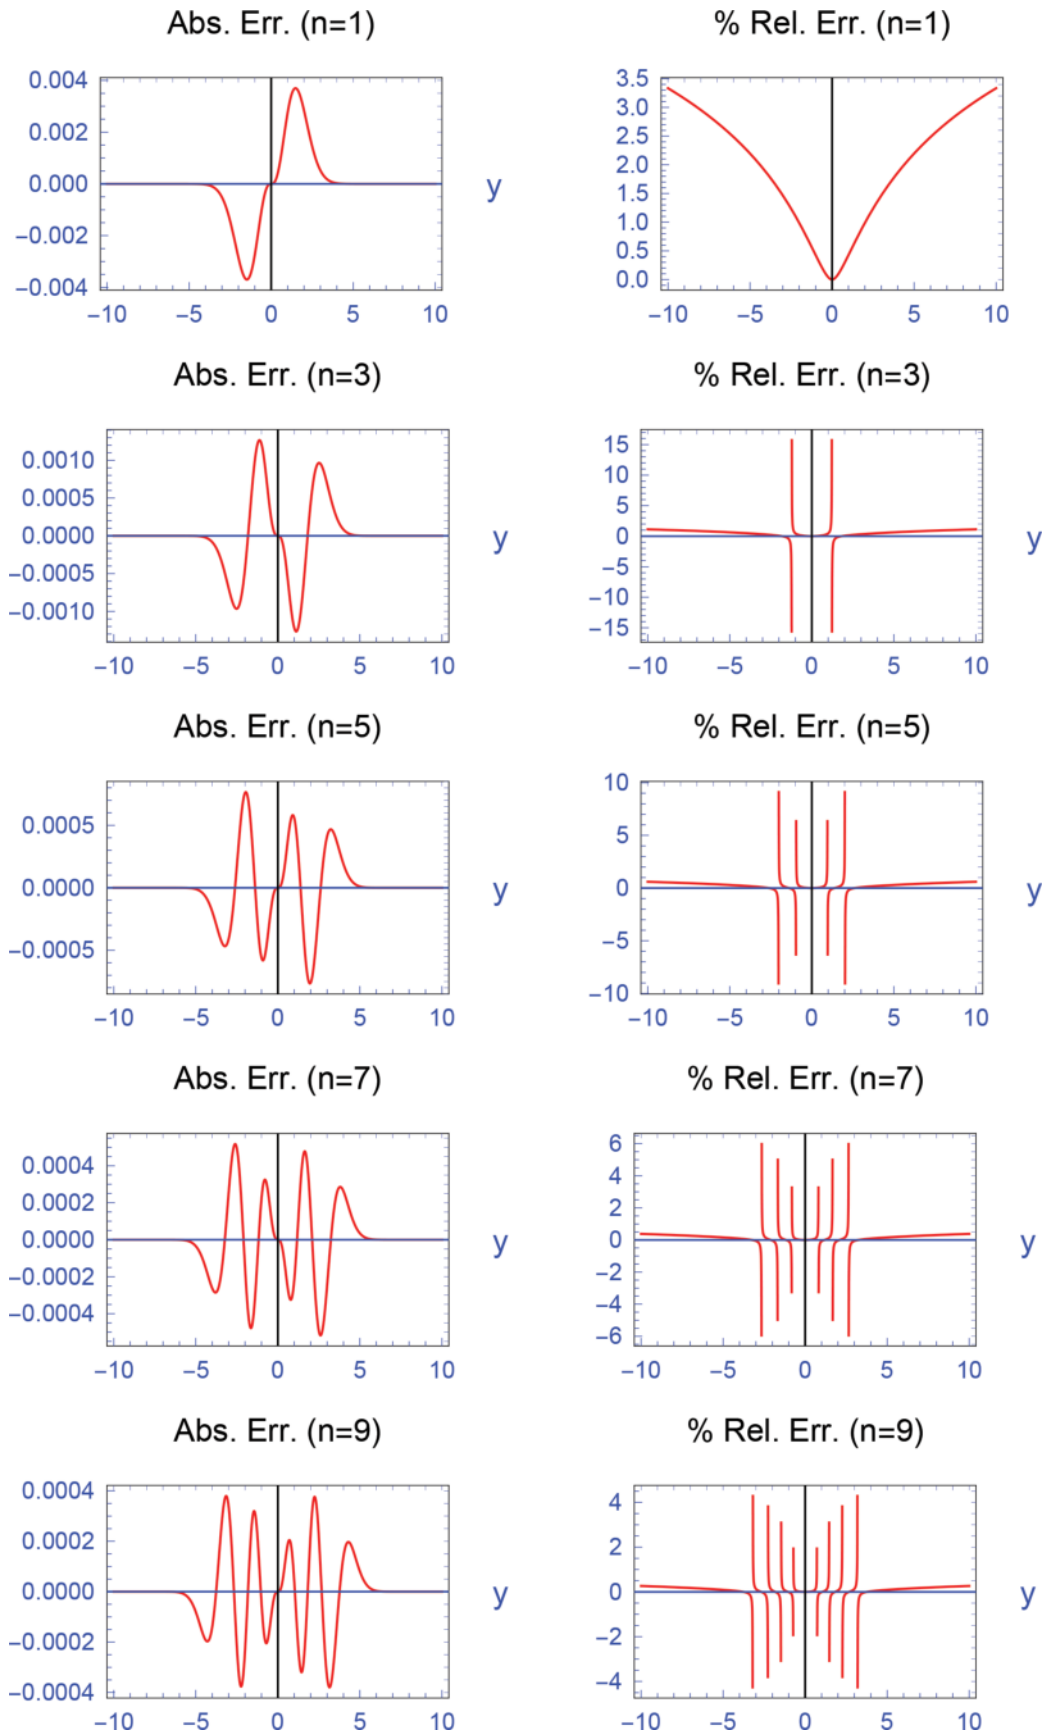 Abs. Err. (n=1)
% Rel. Err. (n=1)
0.004
0.002
0.000
−0.002
−0.004
−10 −5 0 5 10
y
3.5
3.0
2.5
2.0
1.5
1.0
0.5
0.0
−10 −5 0 5 10
Abs. Err. (n=3)
% Rel. Err. (n=3)
0.0010
0.0005
0.0000
−0.0005
−0.0010
−10 −5 0 5 10
y
15
10
5
0
−5
−10
−15
−10 −5 0 5 10
y
Abs. Err. (n=5)
% Rel. Err. (n=5)
0.0005
0.0000
−0.0005
−10 −5 0 5 10
y
10
5
0
−5
−10
−10 −5 0 5 10
y
Abs. Err. (n=7)
% Rel. Err. (n=7)
0.0004
0.0002
0.0000
−0.0002
−0.0004
−10 −5 0 5 10
y
6
4
2
0
−2
−4
−6
−10 −5 0 5 10
y
Abs. Err. (n=9)
% Rel. Err. (n=9)
0.0004
0.0002
0.0000
−0.0002
−0.0004
−10 −5 0 5 10
y
4
2
0
−2
−4
−10 −5 0 5 10
y